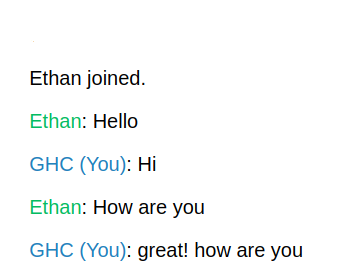 Ethan joined.
Ethan: Hello
GHC (You): Hi
Ethan: How are you
GHC (You): great! how are you